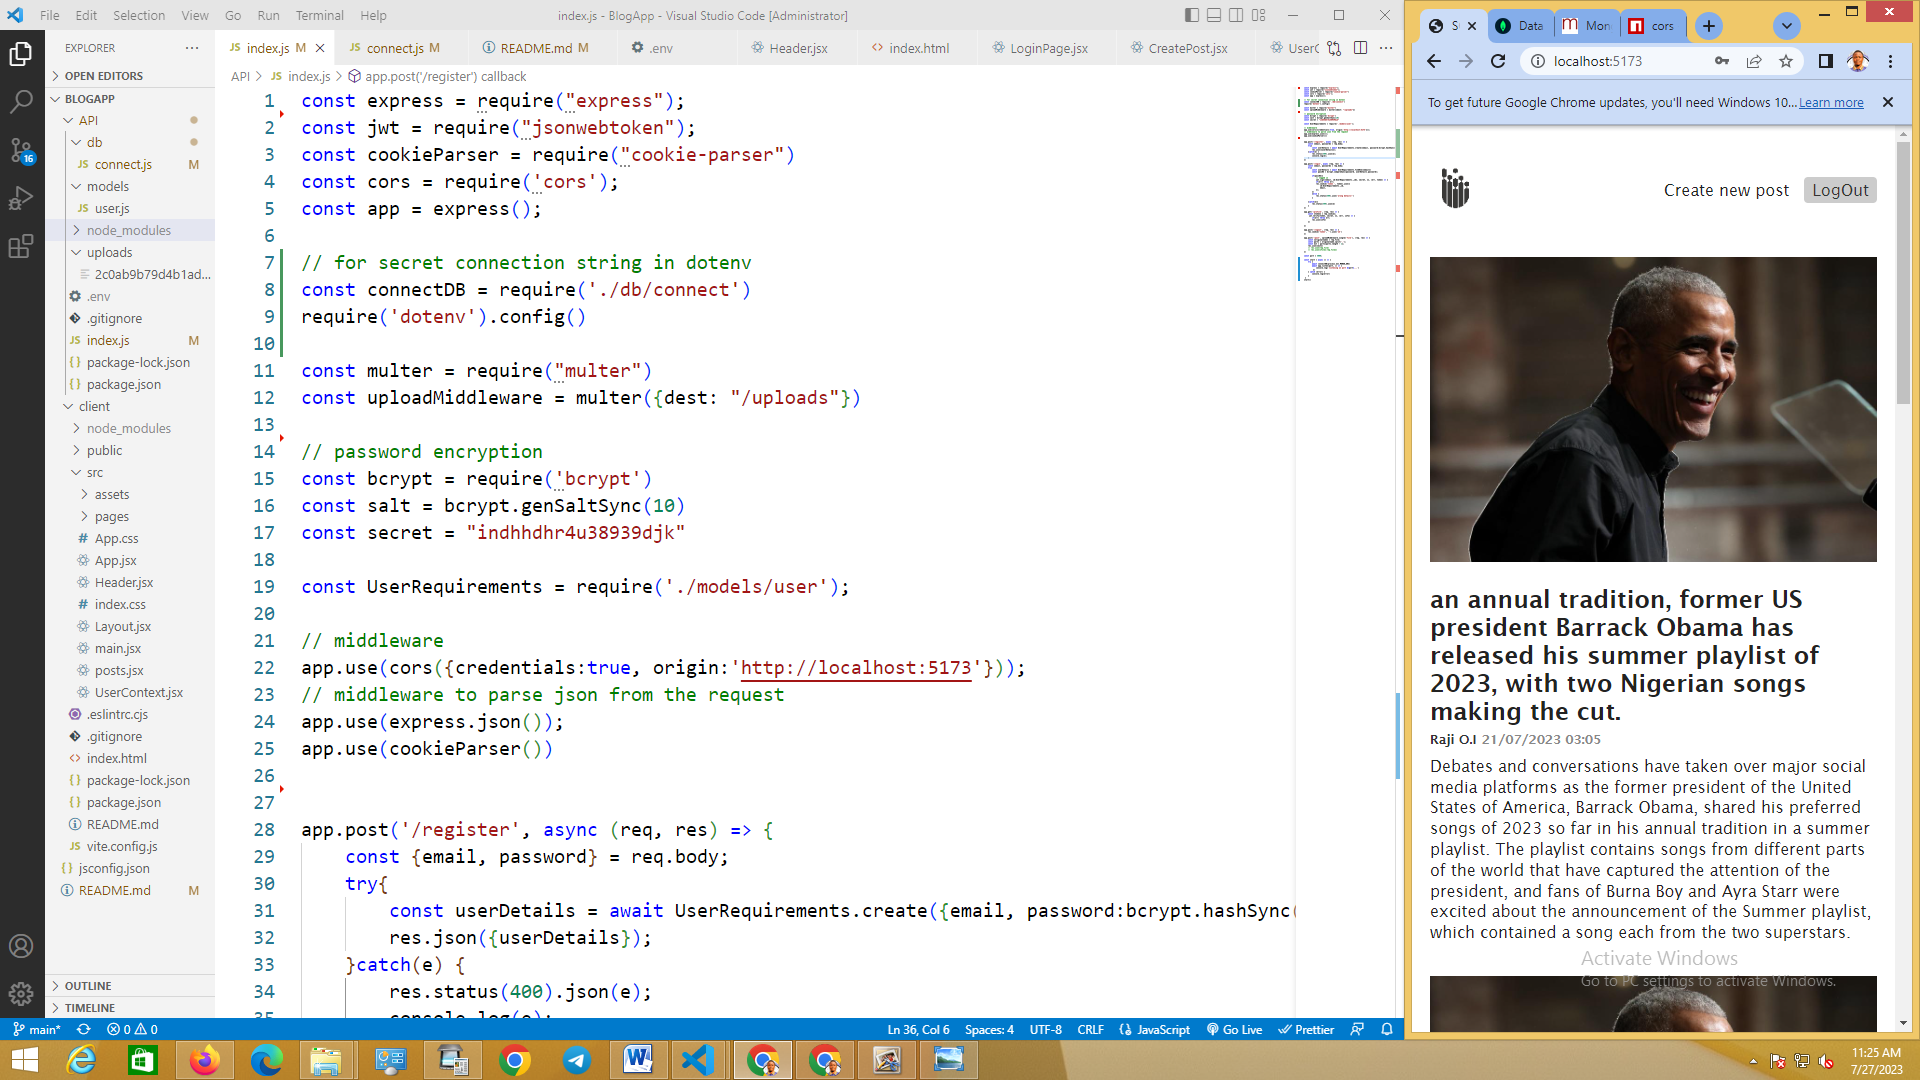 File Edit Selection View Go Run Terminal Help
index.js - BlogApp - Visual Studio Code [Administrator]
EXPLORER
OPEN EDITORS
BLOGAPP
API
db
connect.js M
models
user.js
node_modules
uploads
2c0ab9b79d4b1ad...
.env
.gitignore
index.js M
package-lock.json
package.json
client
node_modules
public
src
assets
pages
App.css
App.jsx
Header.jsx
index.css
Layout.jsx
main.jsx
posts.jsx
UserContext.jsx
.eslintrc.cjs
.gitignore
index.html
package-lock.json
package.json
README.md
vite.config.js
jsconfig.json
README.md M
OUTLINE
TIMELINE
16
index.js M connect.js M README.md M .env Header.jsx index.html LoginPage.jsx CreatePost.jsx UserC
API > index.js > app.post('/register') callback
1 const express = require("express");
2 const jwt = require("jsonwebtoken");
3 const cookieParser = require("cookie-parser")
4 const cors = require('cors');
5 const app = express();
6
7 // for secret connection string in dotenv
8 const connectDB = require('./db/connect')
9 require('dotenv').config()
10
11 const multer = require("multer")
12 const uploadMiddleware = multer({dest: "/uploads"})
13
14 // password encryption
15 const bcrypt = require('bcrypt')
16 const salt = bcrypt.genSaltSync(10)
17 const secret = "indhhdhr4u38939djk"
18
19 const UserRequirements = require('./models/user');
20
21 // middleware
22 app.use(cors({credentials:true, origin:'http://localhost:5173'}));
23 // middleware to parse json from the request
24 app.use(express.json());
25 app.use(cookieParser())
26
27
28 app.post('/register', async (req, res) => {
29 const {email, password} = req.body;
30 try{
31 const userDetails = await UserRequirements.create({email, password:bcrypt.hashSync(
32 res.json({userDetails});
33 }catch(e) {
34 res.status(400).json(e);
35 console.log(e);
main* 0 0 Ln 36, Col 6 Spaces: 4 UTF-8 CRLF JavaScript Go Live Prettier
S Data Mon cors
localhost:5173
To get future Google Chrome updates, you'll need Windows 10... Learn more
Create new post LogOut
an annual tradition, former US
president Barrack Obama has
released his summer playlist of
2023, with two Nigerian songs
making the cut.
Raji O.I 21/07/2023 03:05
Debates and conversations have taken over major social
media platforms as the former president of the United
States of America, Barrack Obama, shared his preferred
songs of 2023 so far in his annual tradition in a summer
playlist. The playlist contains songs from different parts
of the world that have captured the attention of the
president, and fans of Burna Boy and Ayra Starr were
excited about the announcement of the Summer playlist,
which contained a song each from the two superstars.
Activate Windows
Go to PC settings to activate Windows.
11:25 AM
7/27/2023